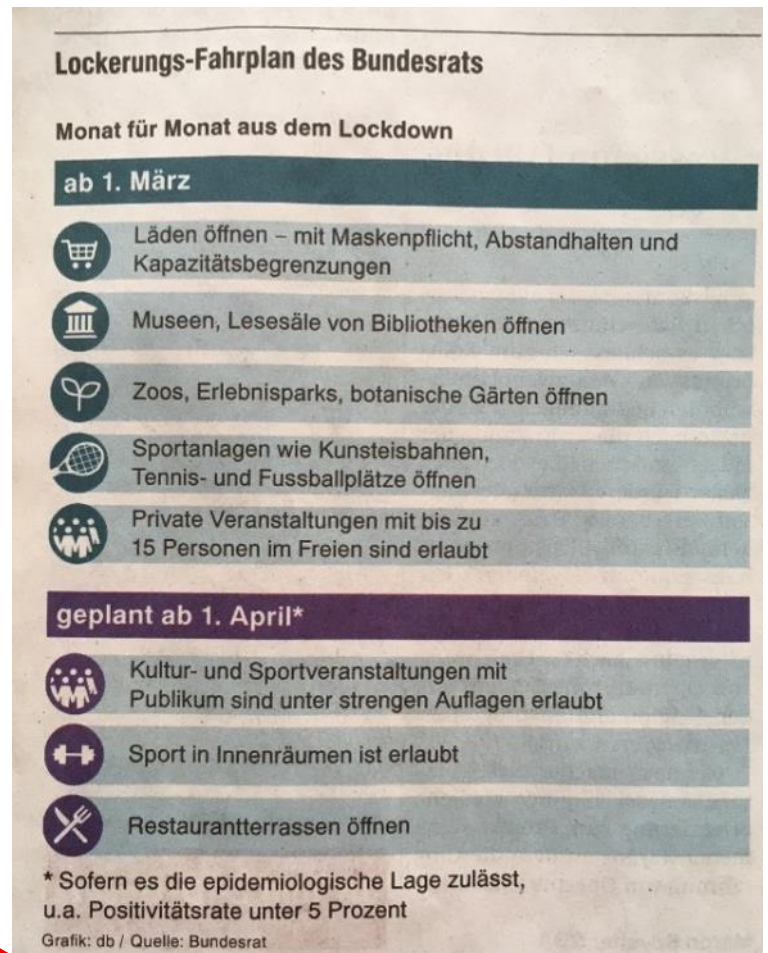 Lockerungs-Fahrplan des Bundesrats
Monat für Monat aus dem Lockdown
ab 1. März
Läden öffnen – mit Maskenpflicht, Abstandhalten und
Kapazitätsbegrenzungen
Museen, Lesesäle von Bibliotheken öffnen
Zoos, Erlebnisparks, botanische Gärten öffnen
Sportanlagen wie Kunsteisbahnen,
Tennis- und Fussballplätze öffnen
Private Veranstaltungen mit bis zu
15 Personen im Freien sind erlaubt
geplant ab 1. April*
Kultur- und Sportveranstaltungen mit
Publikum sind unter strengen Auflagen erlaubt
Sport in Innenräumen ist erlaubt
Restaurantterrassen öffnen
* Sofern es die epidemiologische Lage zulässt,
u.a. Positivitätsrate unter 5 Prozent
Grafik: db / Quelle: Bundesrat